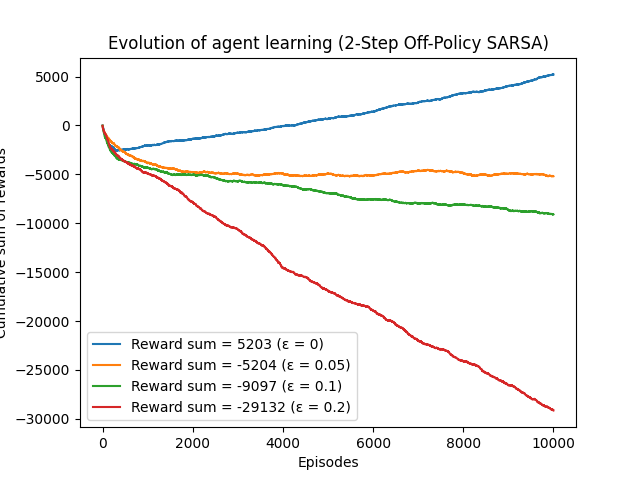 Evolution of agent learning (2-Step Off-Policy SARSA)
5000
0
−5000
−10000
−15000
−20000
−25000
−30000
Cumulative sum of rewards
Reward sum = 5203 (ε = 0)
Reward sum = -5204 (ε = 0.05)
Reward sum = -9097 (ε = 0.1)
Reward sum = -29132 (ε = 0.2)
0 2000 4000 6000 8000 10000
Episodes